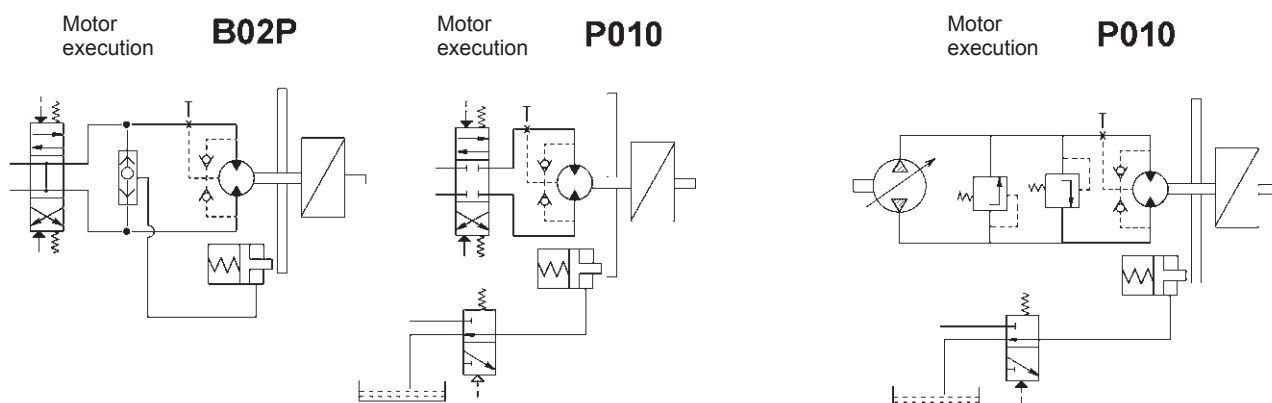 Motor
execution
B02P
Motor
execution
P010
Motor
execution
P010
T
T
T